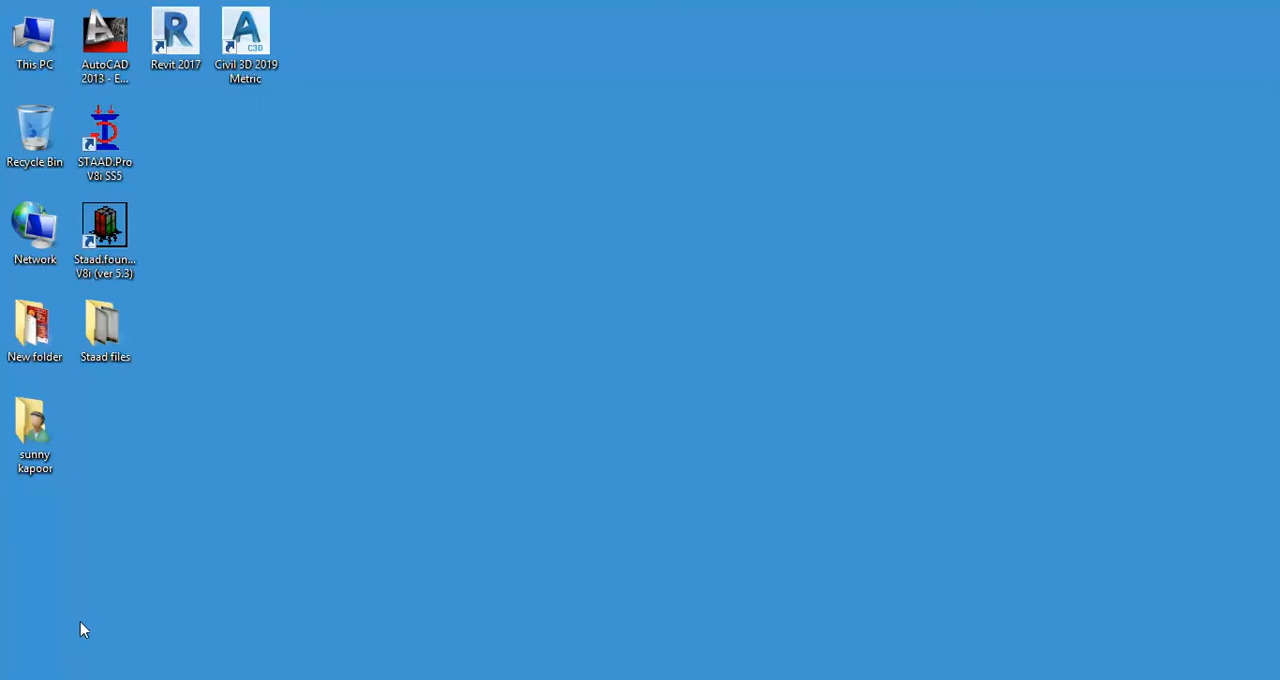 This PC
AutoCAD
2013 - E...
Revit 2017
Civil 3D 2019
Metric
C3D
Recycle Bin
STAAD.Pro
V8i SS5
Network
Staad.foun...
V8i (ver 5.3)
New folder
Staad files
sunny
kapoor